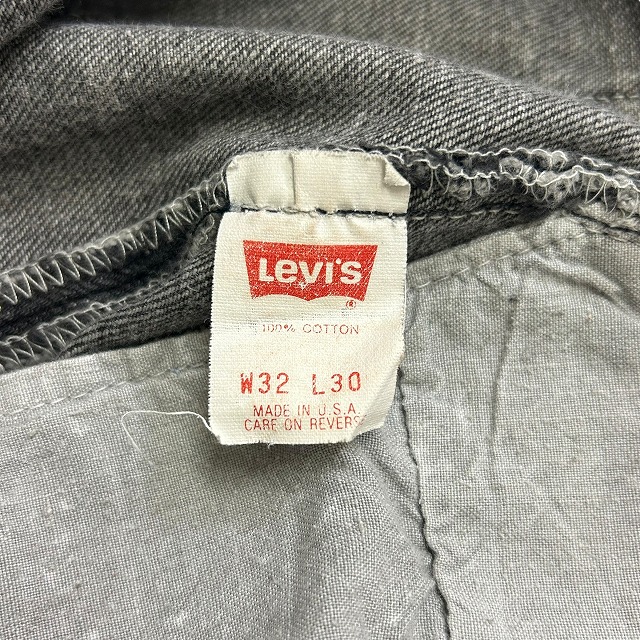 Levi's
®
100% COTTON
W32 L30
MADE IN U.S.A.
CARE ON REVERSE